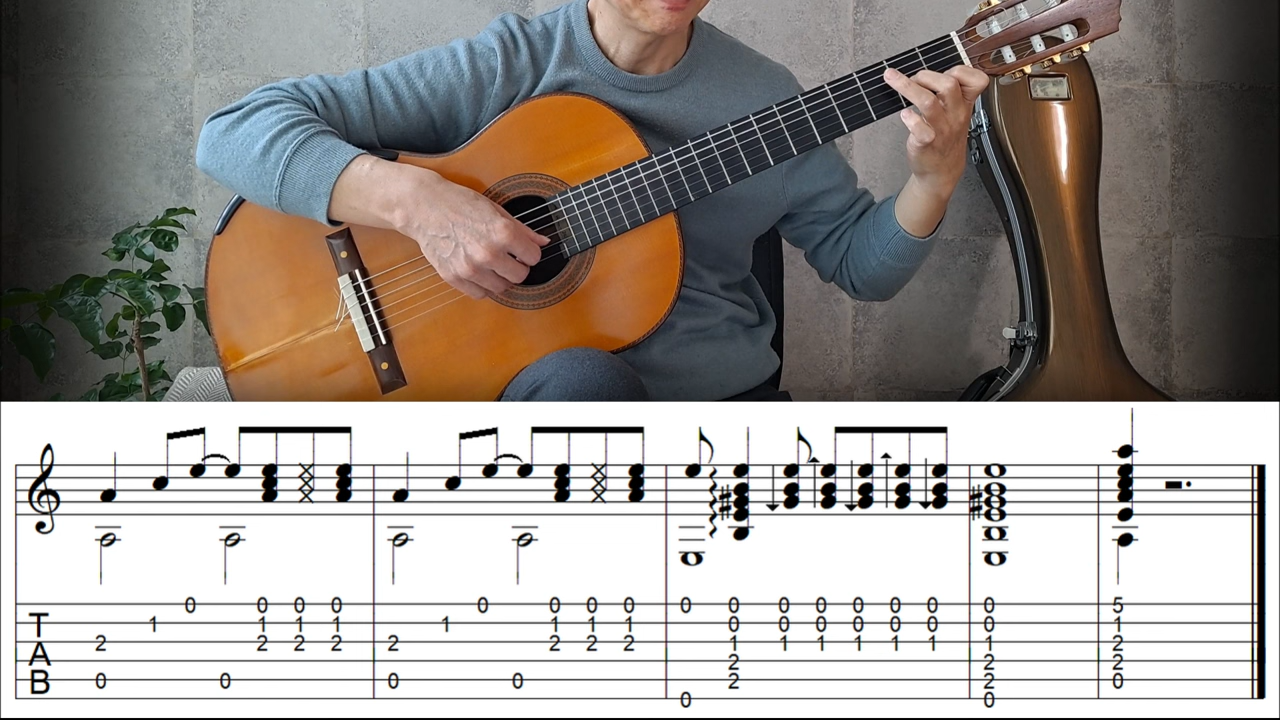 0 0 0 0 0 0 0 0 0 0 0 0 0 0 0 0 5
T 1 1 1 1 1 1 1 1 0 0 0 0 0 0 0 1
2 2 2 2 2 2 2 2 1 1 1 1 1 1 1 2
A 2 2 2
B 0 0 0 0 2 2 0
0 0